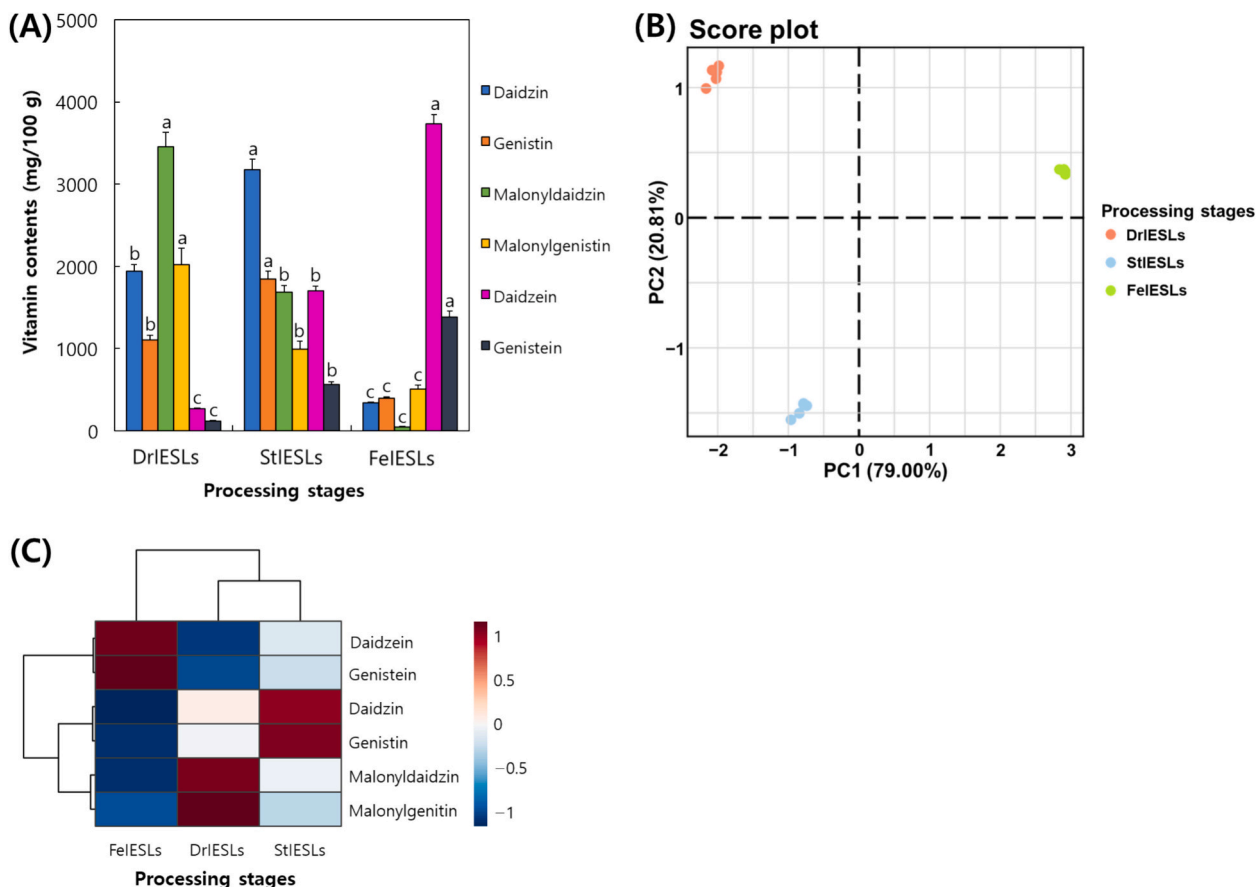 (A)
Vitamin contents (mg/100 g)
5000
4000
3000
2000
1000
0
b
b
a
a
c
c
a
a
b
b
b
b
c
c
c
c
a
a
DrIESLs
StIESLs
FeIESLs
Processing stages
Daidzin
Genistin
Malonyldaidzin
Malonylgenistin
Daidzein
Genistein
(B)
Score plot
PC2 (20.81%)
1
0
−1
−2
−1
0
1
2
3
PC1 (79.00%)
Processing stages
DrIESLs
StIESLs
FeIESLs
(C)
Daidzein
Genistein
Daidzin
Genistin
Malonyldaidzin
Malonylgenitin
FeIESLs
DrIESLs
StIESLs
Processing stages
1
0.5
0
−0.5
−1